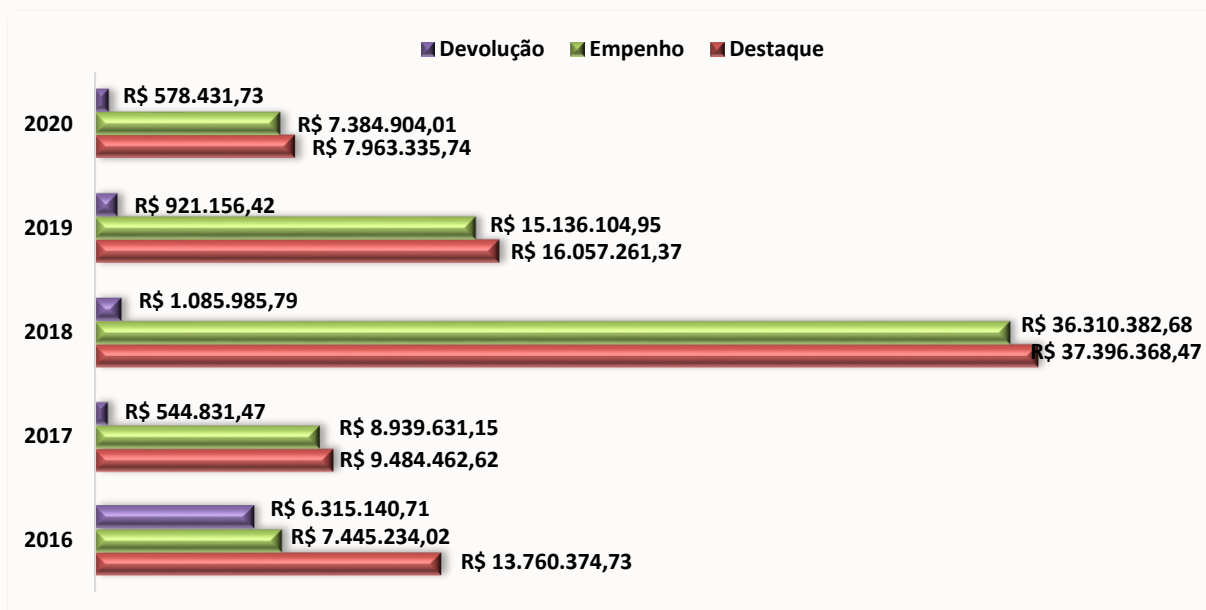 Devolução Empenho Destaque
R$ 578.431,73
2020
R$ 7.384.904,01
R$ 7.963.335,74
R$ 921.156,42
2019
R$ 15.136.104,95
R$ 16.057.261,37
R$ 1.085.985,79
2018
R$ 36.310.382,68
R$ 37.396.368,47
R$ 544.831,47
2017
R$ 8.939.631,15
R$ 9.484.462,62
R$ 6.315.140,71
2016
R$ 7.445.234,02
R$ 13.760.374,73